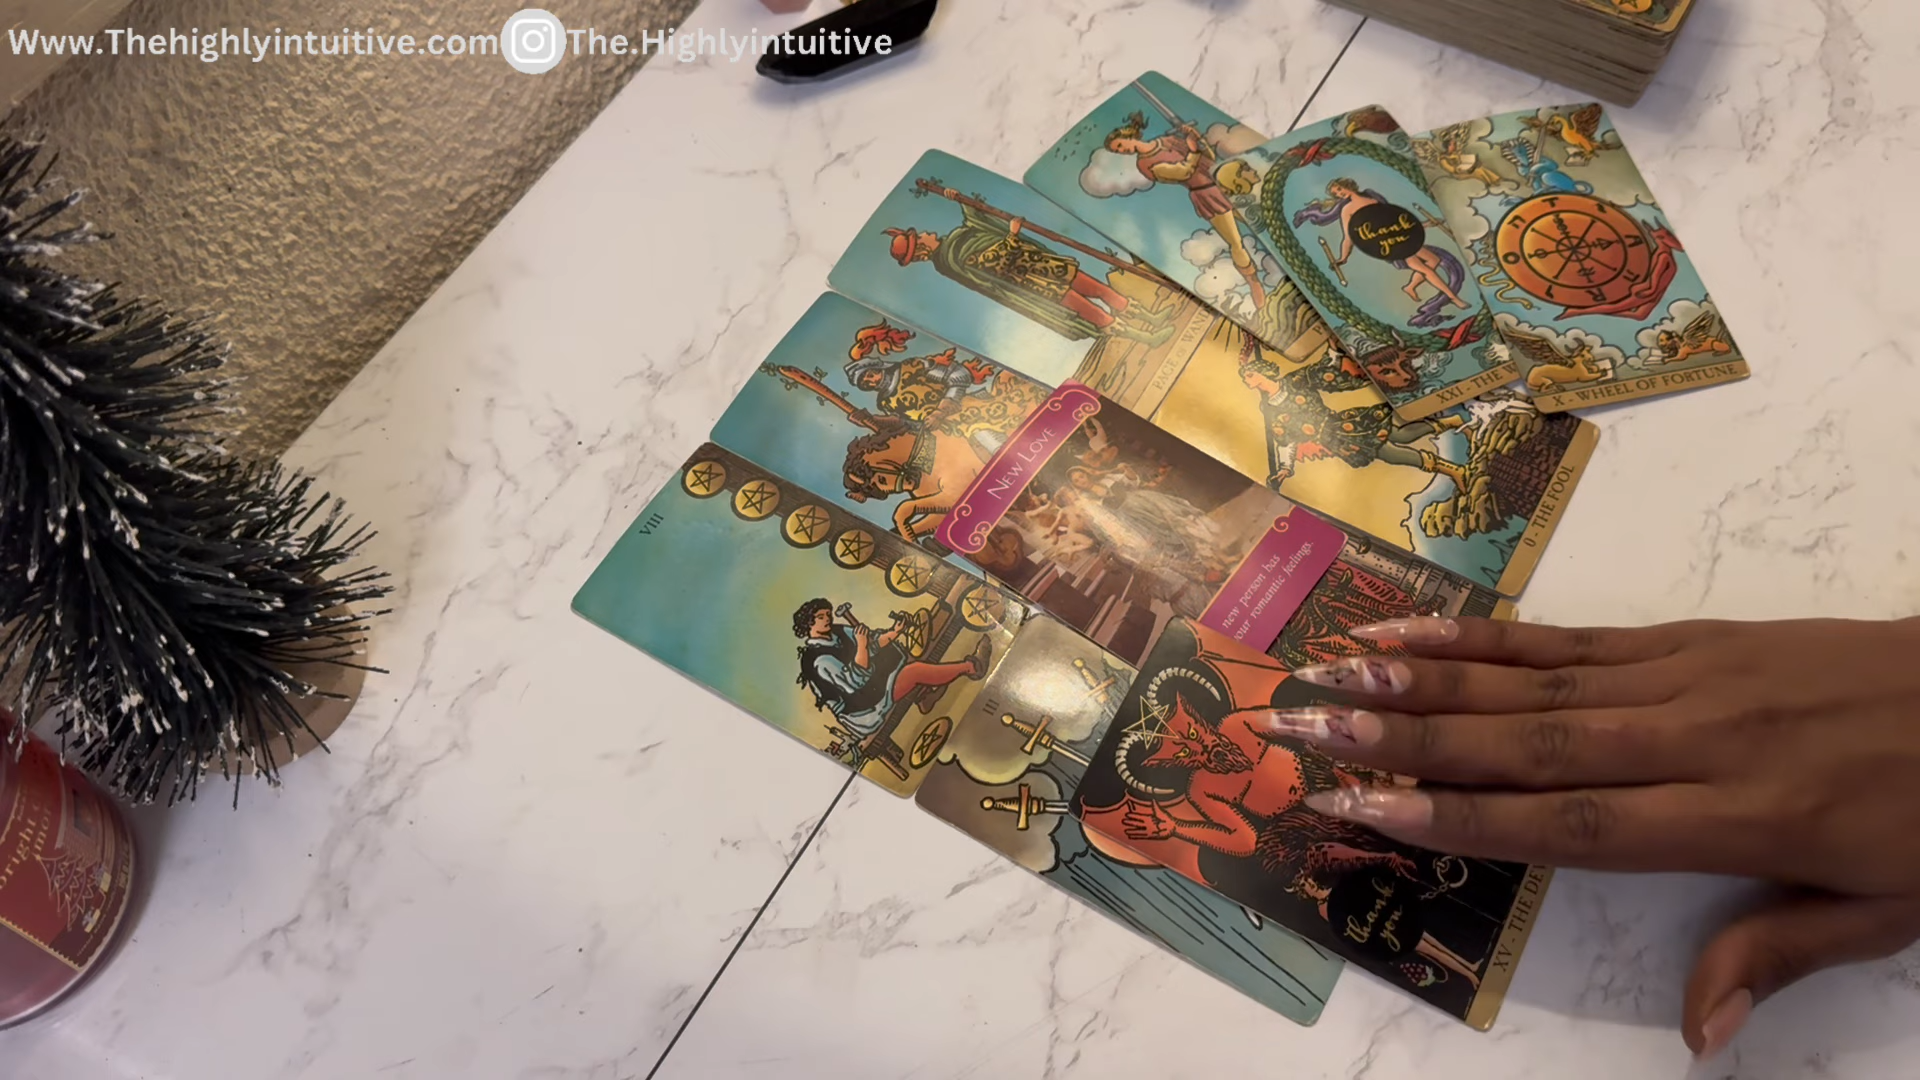 Www.Thehighlyintuitive.com The.Highlyintuitive
thank
you
XXI - THE W
X - WHEEL OF FORTUNE
PAGE OF WAN
0 - THE FOOL
NEW LOVE
new person has
your romantic feelings.
VIII
III
thank
you
XV - THE DE